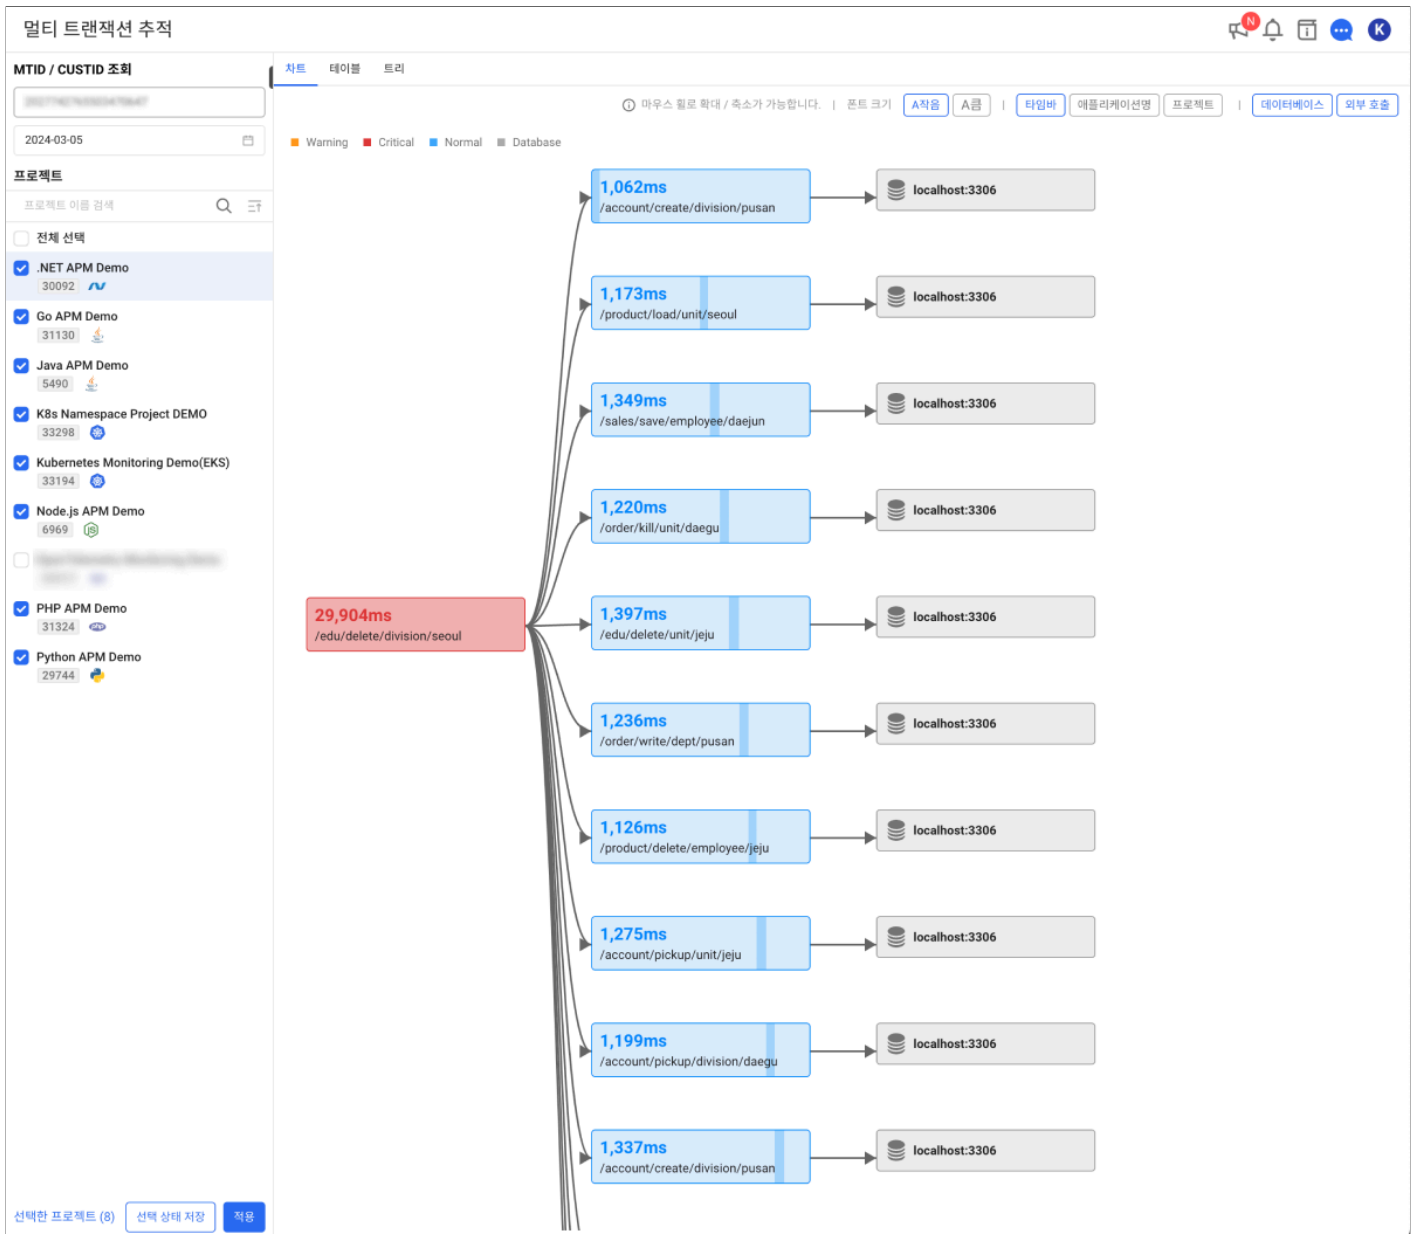 멀티 트랜잭션 추적
N
K
MTID / CUSTID 조회
2024-03-05
프로젝트
프로젝트 이름 검색
전체 선택
.NET APM Demo
30092
Go APM Demo
31130
Java APM Demo
5490
K8s Namespace Project DEMO
33298
Kubernetes Monitoring Demo(EKS)
33194
Node.js APM Demo
6969
PHP APM Demo
31324
php
Python APM Demo
29744
선택한 프로젝트 (8)
선택 상태 저장
적용
차트
테이블
트리
마우스 휠로 확대 / 축소가 가능합니다.
폰트 크기
A작음
A큼
타임바
애플리케이션명
프로젝트
데이터베이스
외부 호출
Warning
Critical
Normal
Database
29,904ms
/edu/delete/division/seoul
1,062ms
/account/create/division/pusan
localhost:3306
1,173ms
/product/load/unit/seoul
localhost:3306
1,349ms
/sales/save/employee/daejun
localhost:3306
1,220ms
/order/kill/unit/daegu
localhost:3306
1,397ms
/edu/delete/unit/jeju
localhost:3306
1,236ms
/order/write/dept/pusan
localhost:3306
1,126ms
/product/delete/employee/jeju
localhost:3306
1,275ms
/account/pickup/unit/jeju
localhost:3306
1,199ms
/account/pickup/division/daegu
localhost:3306
1,337ms
/account/create/division/pusan
localhost:3306